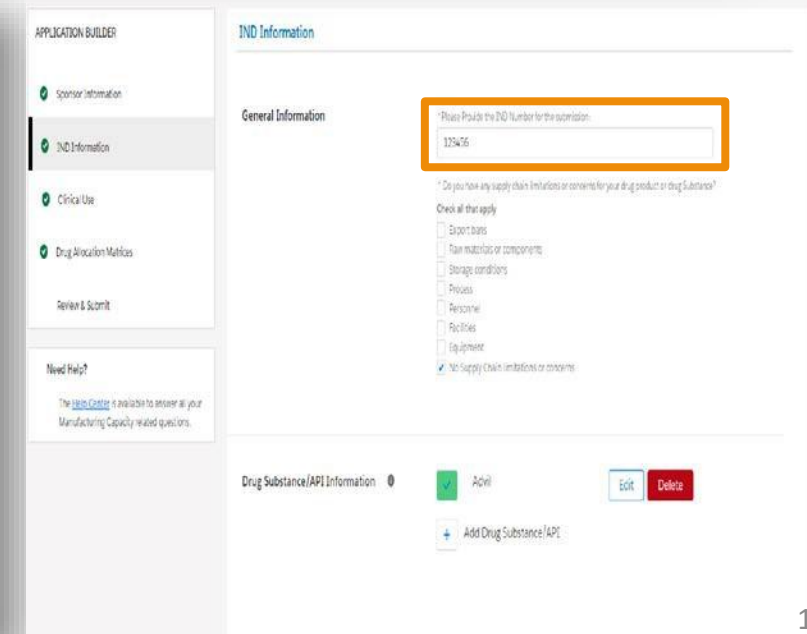 APPLICATION BUILDER
Sponsor Information
IND Information
Clinical Use
Drug Allocation Matrices
Review & Submit
Need Help?
The Help Center is available to answer all your
Manufacturing Capacity related questions.
IND Information
General Information
*Please Provide the IND Number for the submission:
123456
* Do you have any supply chain limitations or concerns for your drug product or drug Substance?
Check all that apply
Export bans
Raw materials or components
Storage conditions
Process
Personnel
Facilities
Equipment
No Supply Chain limitations or concerns
Drug Substance/API Information
Advil
Edit
Delete
+ Add Drug Substance/API
1